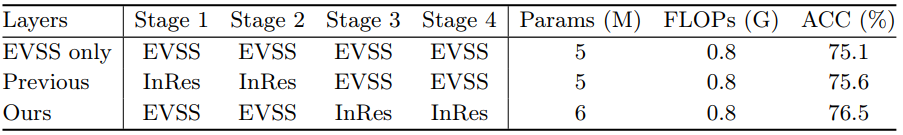 Layers Stage 1 Stage 2 Stage 3 Stage 4 Params (M) FLOPs (G) ACC (%)
EVSS only EVSS EVSS EVSS EVSS 5 0.8 75.1
Previous InRes InRes EVSS EVSS 5 0.8 75.6
Ours EVSS EVSS InRes InRes 6 0.8 76.5